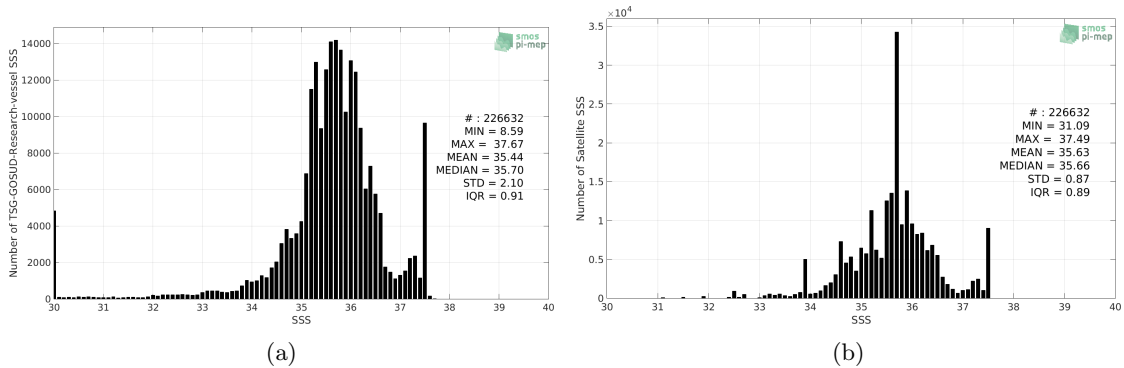 smos
pi-mep
14000
12000
10000
8000
6000
4000
2000
0
Number of TSG-GOSUD-Research-vessel SSS
# : 226632
MIN = 8.59
MAX = 37.67
MEAN = 35.44
MEDIAN = 35.70
STD = 2.10
IQR = 0.91
30 31 32 33 34 35 36 37 38 39 40
SSS
(a)
×10⁴
smos
pi-mep
3.5
3
2.5
2
1.5
1
0.5
0
Number of Satellite SSS
# : 226632
MIN = 31.09
MAX = 37.49
MEAN = 35.63
MEDIAN = 35.66
STD = 0.87
IQR = 0.89
30 31 32 33 34 35 36 37 38 39 40
SSS
(b)